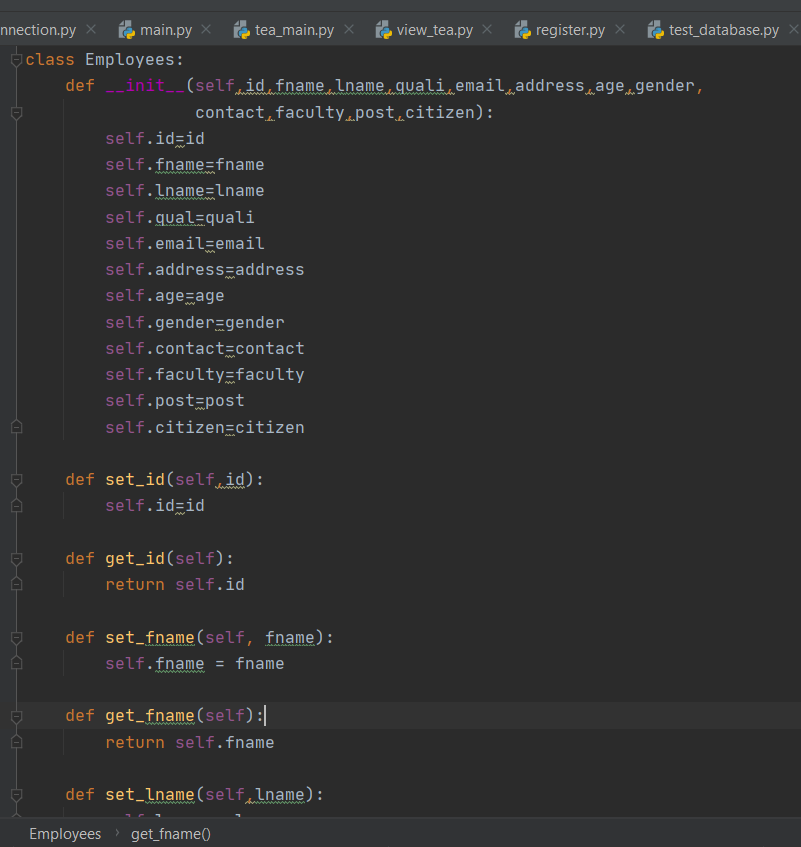 nnection.py main.py tea_main.py view_tea.py register.py test_database.py
class Employees:
    def __init__(self,id,fname,lname,quali,email,address,age,gender,
                 contact,faculty,post,citizen):
        self.id=id
        self.fname=fname
        self.lname=lname
        self.qual=quali
        self.email=email
        self.address=address
        self.age=age
        self.gender=gender
        self.contact=contact
        self.faculty=faculty
        self.post=post
        self.citizen=citizen
    def set_id(self,id):
        self.id=id
    def get_id(self):
        return self.id
    def set_fname(self, fname):
        self.fname = fname
    def get_fname(self):
        return self.fname
    def set_lname(self,lname):
Employees › get_fname()